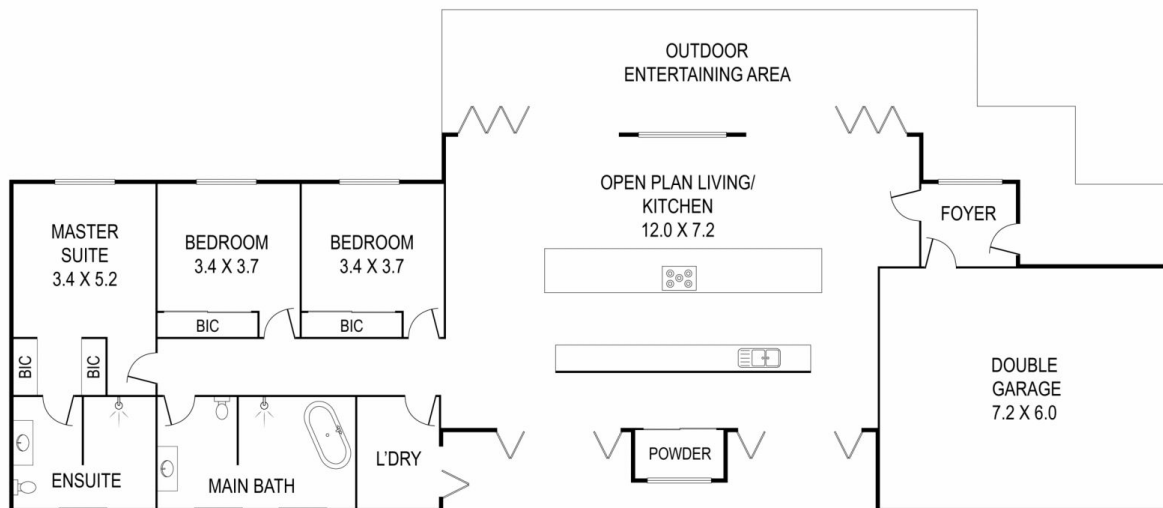 OUTDOOR
ENTERTAINING AREA
OPEN PLAN LIVING/
KITCHEN
12.0 X 7.2
FOYER
MASTER
SUITE
3.4 X 5.2
BEDROOM
3.4 X 3.7
BEDROOM
3.4 X 3.7
BIC
BIC
BIC
BIC
DOUBLE
GARAGE
7.2 X 6.0
ENSUITE
MAIN BATH
L'DRY
POWDER